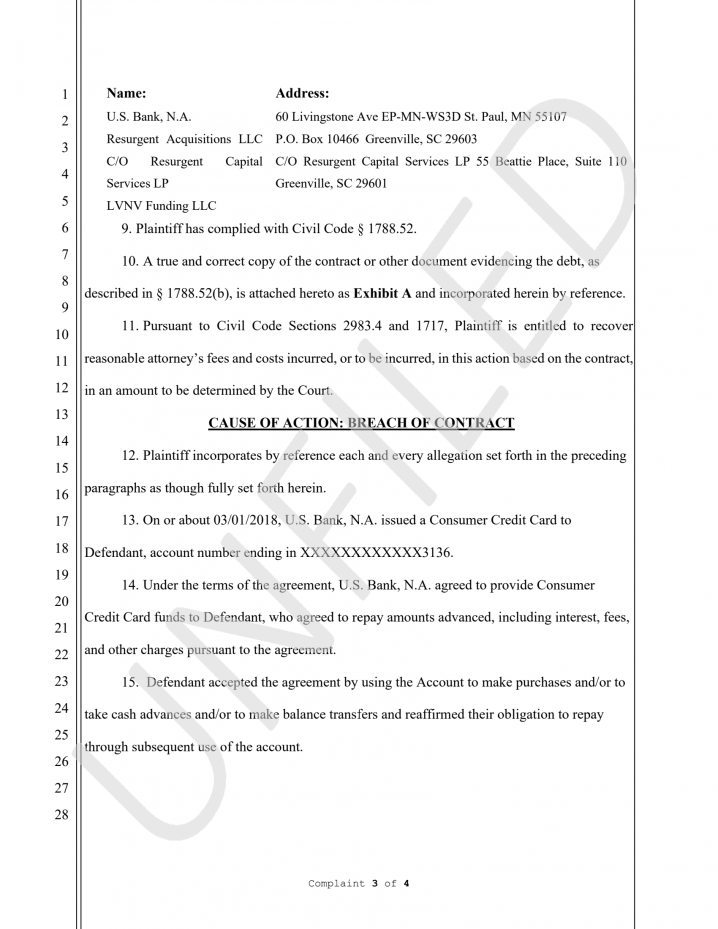 1
2
3
4
5
6
7
8
9
10
11
12
13
14
15
16
17
18
19
20
21
22
23
24
25
26
27
28
Name: Address:
U.S. Bank, N.A. 60 Livingstone Ave EP-MN-WS3D St. Paul, MN 55107
Resurgent Acquisitions LLC P.O. Box 10466 Greenville, SC 29603
C/O Resurgent Capital C/O Resurgent Capital Services LP 55 Beattie Place, Suite 110
Services LP Greenville, SC 29601
LVNV Funding LLC
9. Plaintiff has complied with Civil Code § 1788.52.
10. A true and correct copy of the contract or other document evidencing the debt, as
described in § 1788.52(b), is attached hereto as Exhibit A and incorporated herein by reference.
11. Pursuant to Civil Code Sections 2983.4 and 1717, Plaintiff is entitled to recover
reasonable attorney's fees and costs incurred, or to be incurred, in this action based on the contract,
in an amount to be determined by the Court.
CAUSE OF ACTION: BREACH OF CONTRACT
12. Plaintiff incorporates by reference each and every allegation set forth in the preceding
paragraphs as though fully set forth herein.
13. On or about 03/01/2018, U.S. Bank, N.A. issued a Consumer Credit Card to
Defendant, account number ending in XXXXXXXXXXXX3136.
14. Under the terms of the agreement, U.S. Bank, N.A. agreed to provide Consumer
Credit Card funds to Defendant, who agreed to repay amounts advanced, including interest, fees,
and other charges pursuant to the agreement.
15. Defendant accepted the agreement by using the Account to make purchases and/or to
take cash advances and/or to make balance transfers and reaffirmed their obligation to repay
through subsequent use of the account.
UNFILED
Complaint 3 of 4